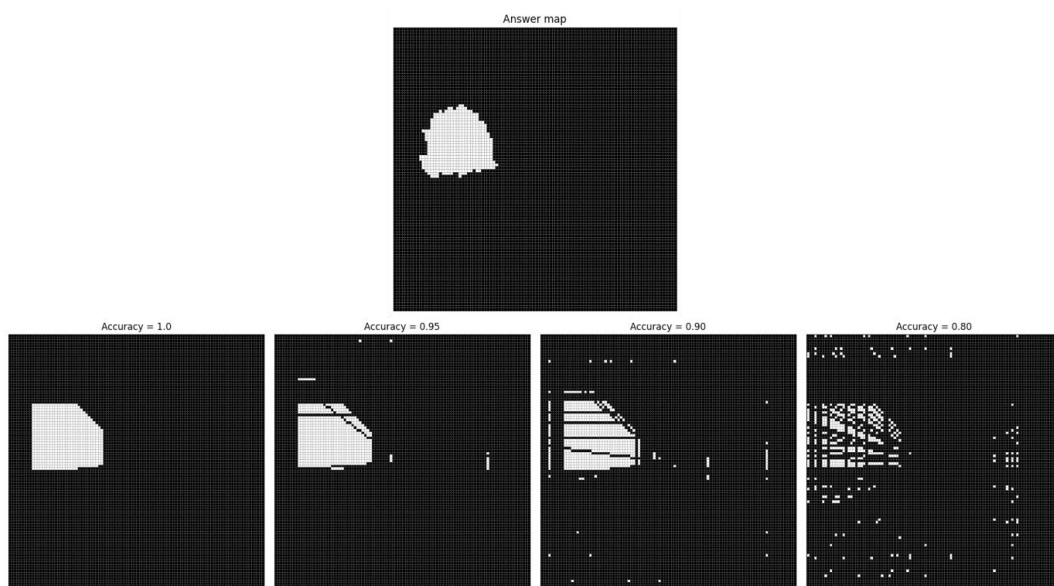 Answer map
Accuracy = 1.0
Accuracy = 0.95
Accuracy = 0.90
Accuracy = 0.80